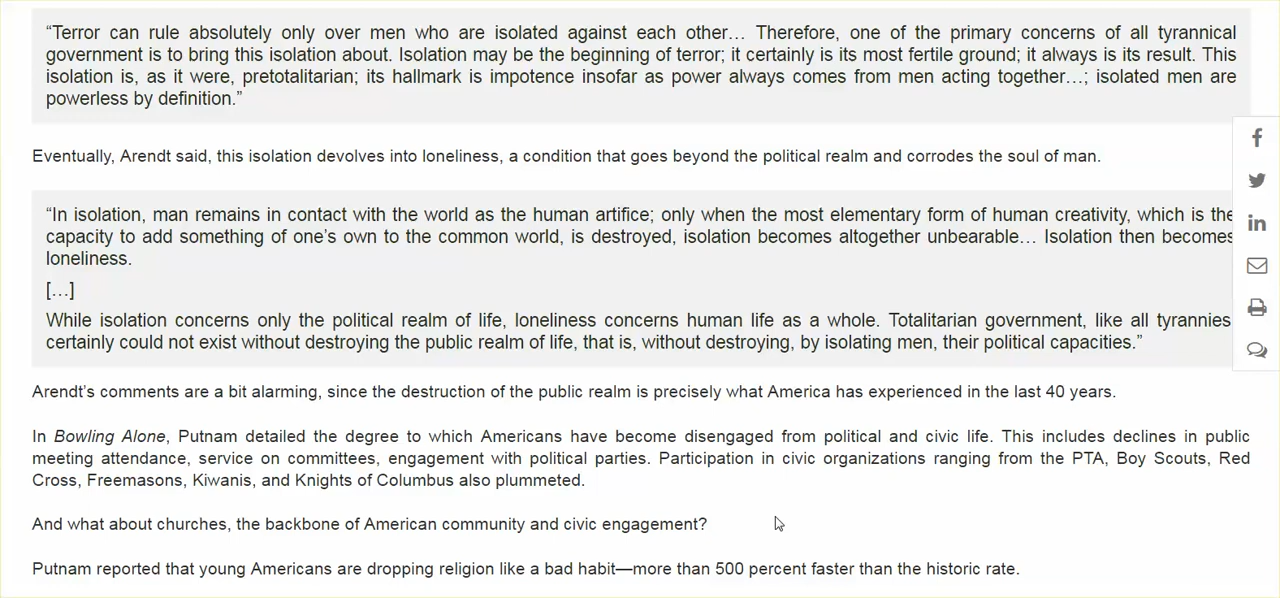 “Terror can rule absolutely only over men who are isolated against each other… Therefore, one of the primary concerns of all tyrannical
government is to bring this isolation about. Isolation may be the beginning of terror; it certainly is its most fertile ground; it always is its result. This
isolation is, as it were, pretotalitarian; its hallmark is impotence insofar as power always comes from men acting together…; isolated men are
powerless by definition.”
Eventually, Arendt said, this isolation devolves into loneliness, a condition that goes beyond the political realm and corrodes the soul of man.
“In isolation, man remains in contact with the world as the human artifice; only when the most elementary form of human creativity, which is the
capacity to add something of one’s own to the common world, is destroyed, isolation becomes altogether unbearable… Isolation then becomes
loneliness.
[…]
While isolation concerns only the political realm of life, loneliness concerns human life as a whole. Totalitarian government, like all tyrannies
certainly could not exist without destroying the public realm of life, that is, without destroying, by isolating men, their political capacities.”
Arendt’s comments are a bit alarming, since the destruction of the public realm is precisely what America has experienced in the last 40 years.
In Bowling Alone, Putnam detailed the degree to which Americans have become disengaged from political and civic life. This includes declines in public
meeting attendance, service on committees, engagement with political parties. Participation in civic organizations ranging from the PTA, Boy Scouts, Red
Cross, Freemasons, Kiwanis, and Knights of Columbus also plummeted.
And what about churches, the backbone of American community and civic engagement?
Putnam reported that young Americans are dropping religion like a bad habit—more than 500 percent faster than the historic rate.